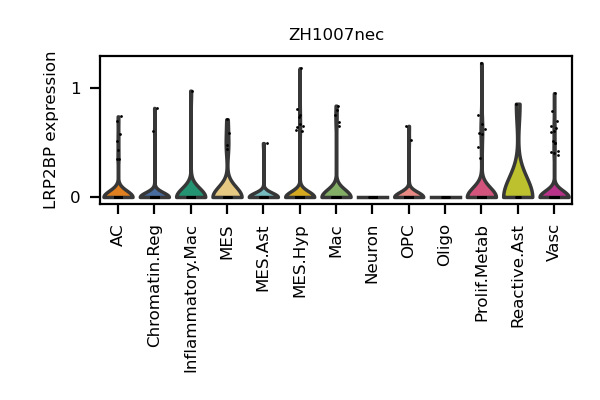 ZH1007nec
LRP2BP expression
1
0
AC
Chromatin.Reg
Inflammatory.Mac
MES
MES.Ast
MES.Hyp
Mac
Neuron
OPC
Oligo
Prolif.Metab
Reactive.Ast
Vasc